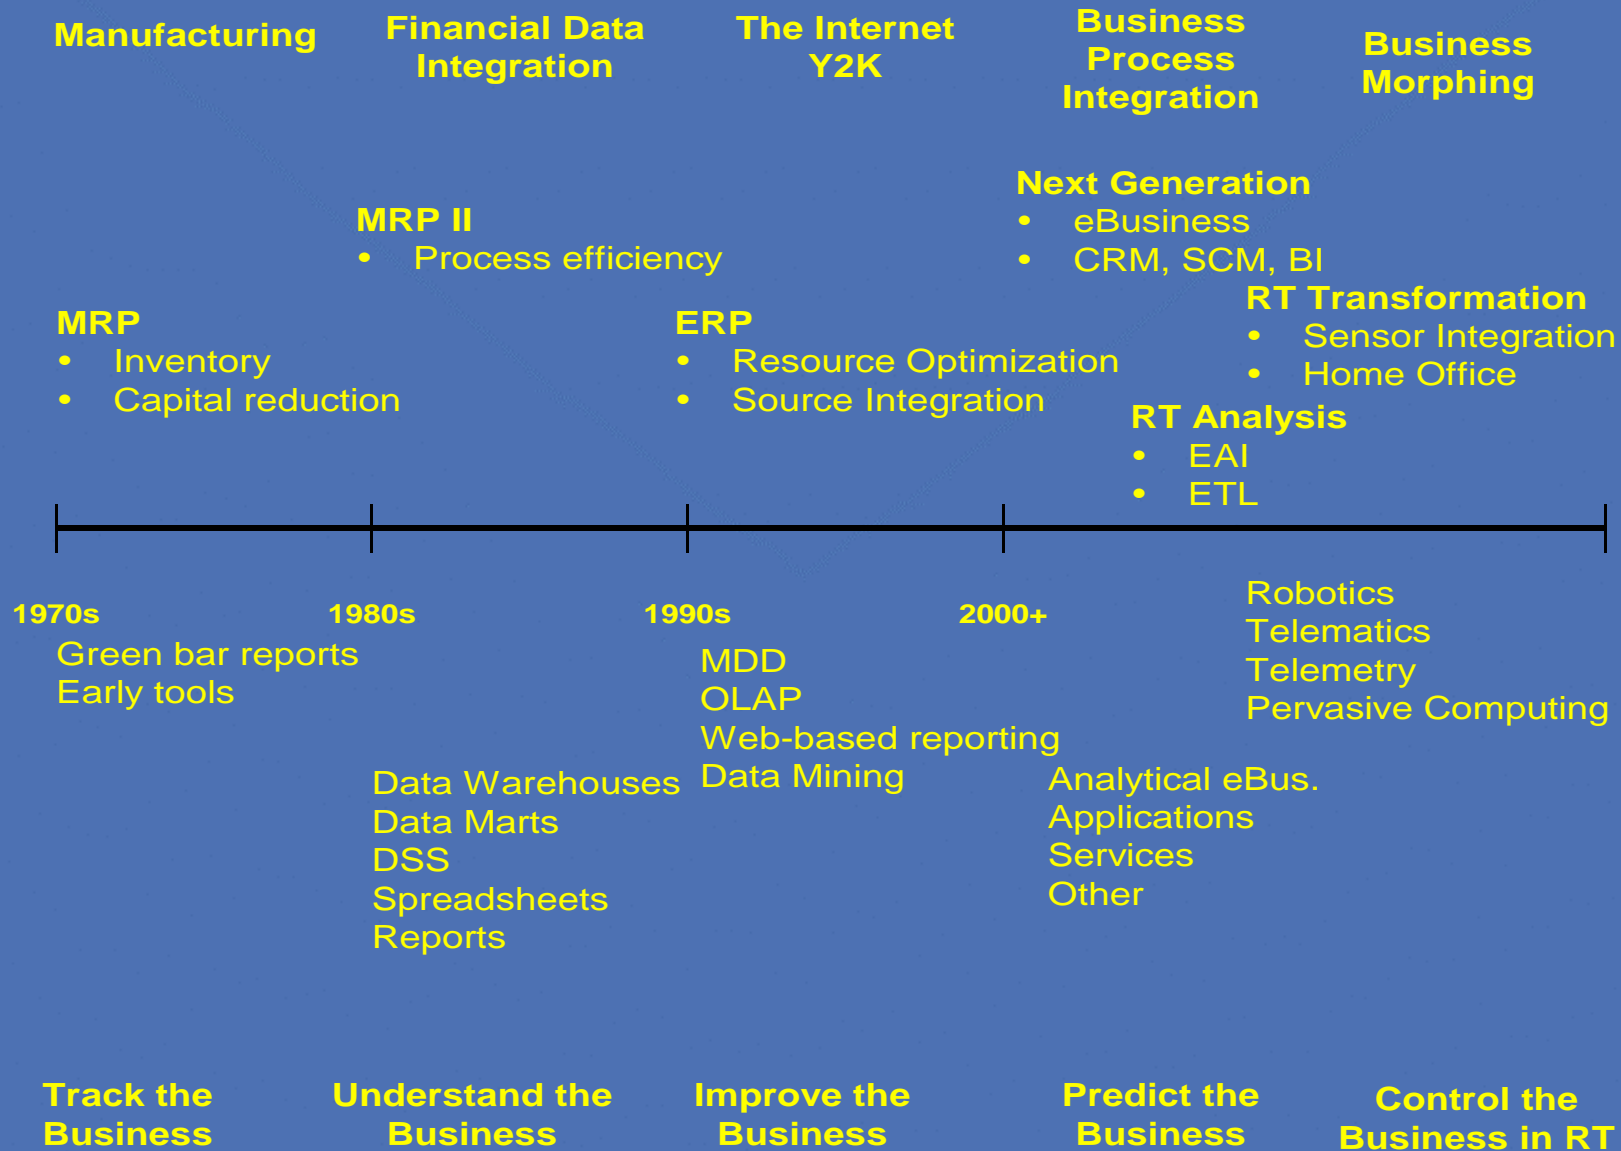 Manufacturing
Financial Data
Integration
The Internet
Y2K
Business
Process
Integration
Business
Morphing
MRP
• Inventory
• Capital reduction
MRP II
• Process efficiency
ERP
• Resource Optimization
• Source Integration
Next Generation
• eBusiness
• CRM, SCM, BI
RT Transformation
• Sensor Integration
• Home Office
RT Analysis
• EAI
• ETL
1970s
1980s
1990s
2000+
Green bar reports
Early tools
Data Warehouses
Data Marts
DSS
Spreadsheets
Reports
MDD
OLAP
Web-based reporting
Data Mining
Analytical eBus.
Applications
Services
Other
Robotics
Telematics
Telemetry
Pervasive Computing
Track the
Business
Understand the
Business
Improve the
Business
Predict the
Business
Control the
Business in RT